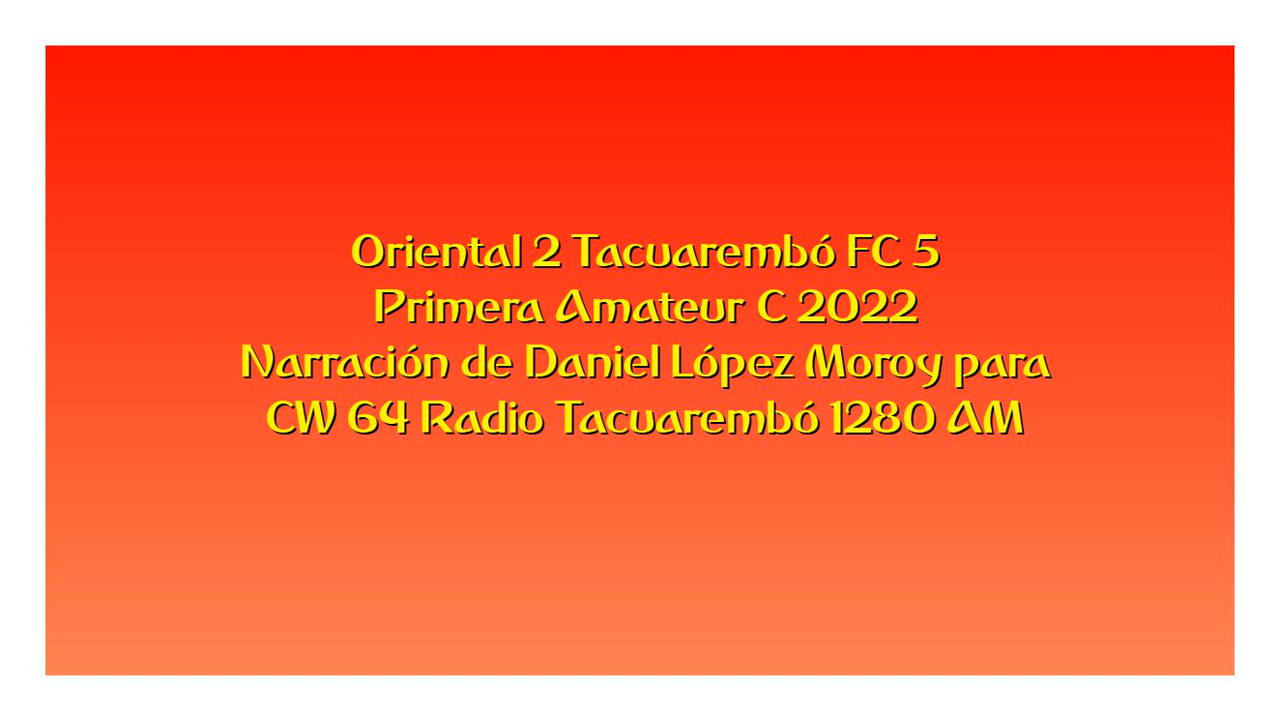 Oriental 2 Tacuarembó FC 5
Primera Amateur C 2022
Narración de Daniel López Moroy para
CW 64 Radio Tacuarembó 1280 AM